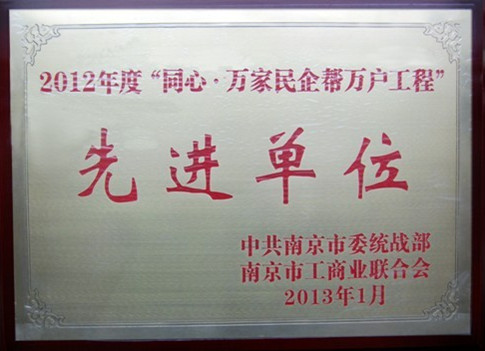 2012年度“同心·万家民企帮万户工程”
先进单位
中共南京市委统战部
南京市工商业联合会
2013年1月